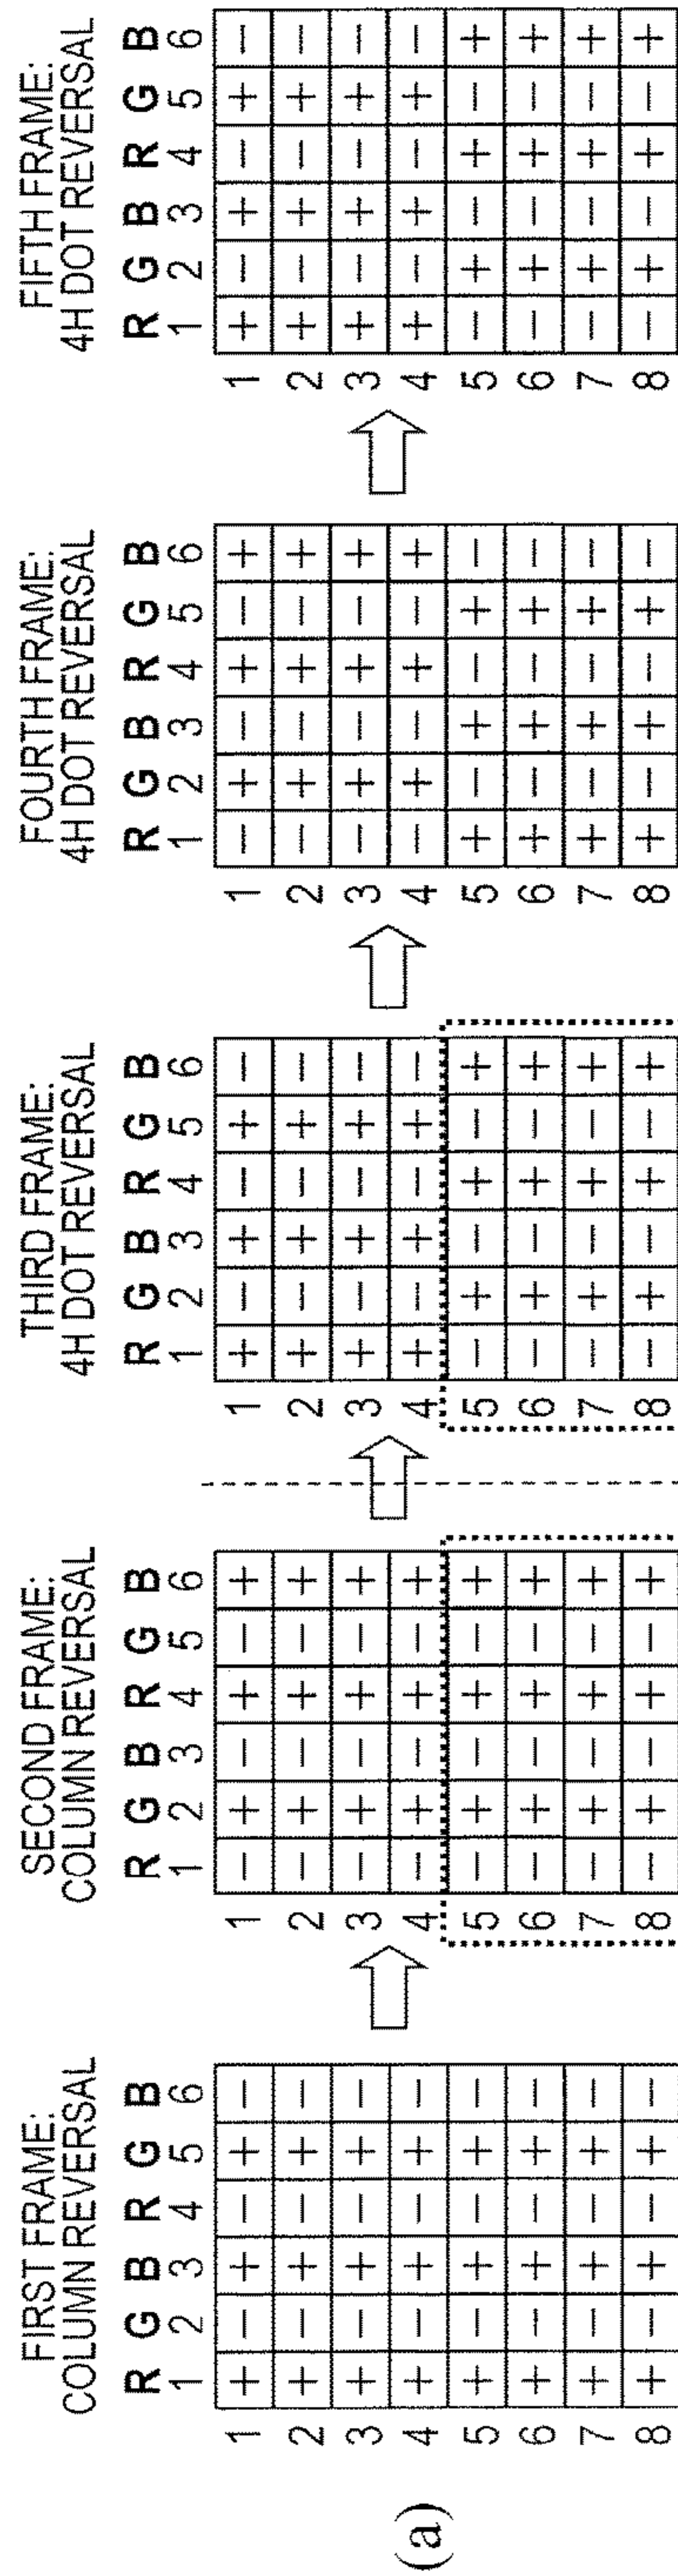 (a)
FIRST FRAME:
COLUMN REVERSAL
R G B R G B
1 2 3 4 5 6
1 + − + − + −
2 + − + − + −
3 + − + − + −
4 + − + − + −
5 + − + − + −
6 + − + − + −
7 + − + − + −
8 + − + − + −
SECOND FRAME:
COLUMN REVERSAL
R G B R G B
1 2 3 4 5 6
1 − + − + − +
2 − + − + − +
3 − + − + − +
4 − + − + − +
5 − + − + − +
6 − + − + − +
7 − + − + − +
8 − + − + − +
THIRD FRAME:
4H DOT REVERSAL
R G B R G B
1 2 3 4 5 6
1 + − + − + −
2 + − + − + −
3 + − + − + −
4 + − + − + −
5 − + − + − +
6 − + − + − +
7 − + − + − +
8 − + − + − +
FOURTH FRAME:
4H DOT REVERSAL
R G B R G B
1 2 3 4 5 6
1 − + − + − +
2 − + − + − +
3 − + − + − +
4 − + − + − +
5 + − + − + −
6 + − + − + −
7 + − + − + −
8 + − + − + −
FIFTH FRAME:
4H DOT REVERSAL
R G B R G B
1 2 3 4 5 6
1 + − + − + −
2 + − + − + −
3 + − + − + −
4 + − + − + −
5 − + − + − +
6 − + − + − +
7 − + − + − +
8 − + − + − +